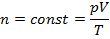 n = const = pV/T